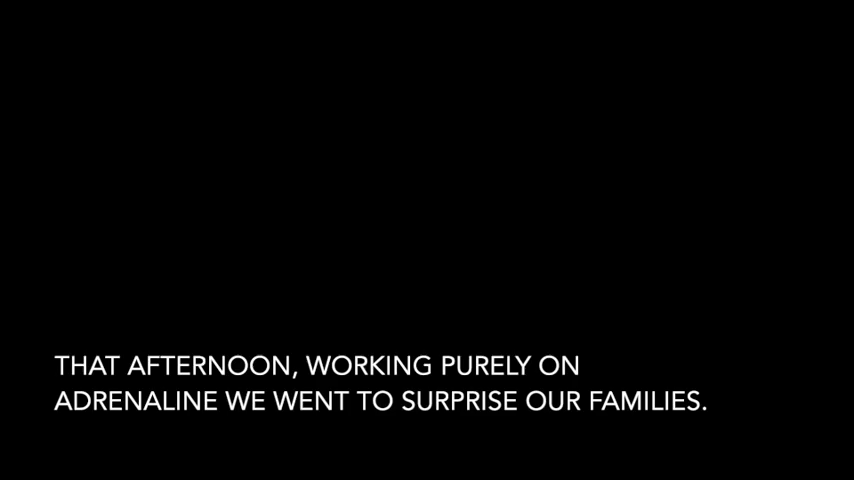 THAT AFTERNOON, WORKING PURELY ON
ADRENALINE WE WENT TO SURPRISE OUR FAMILIES.